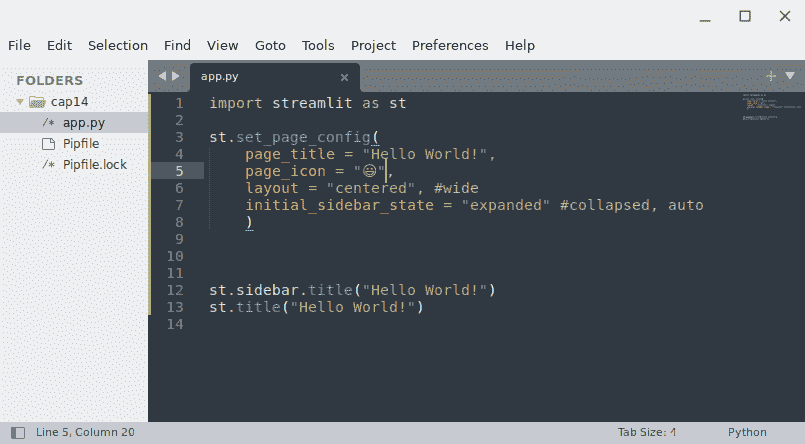 File Edit Selection Find View Goto Tools Project Preferences Help
FOLDERS
cap14
/* app.py
Pipfile
/* Pipfile.lock
app.py ×
1 import streamlit as st
2
3 st.set_page_config(
4     page_title = "Hello World!",
5     page_icon = "😃",
6     layout = "centered", #wide
7     initial_sidebar_state = "expanded" #collapsed, auto
8     )
9
10
11
12 st.sidebar.title("Hello World!")
13 st.title("Hello World!")
14
Line 5, Column 20 Tab Size: 4 Python